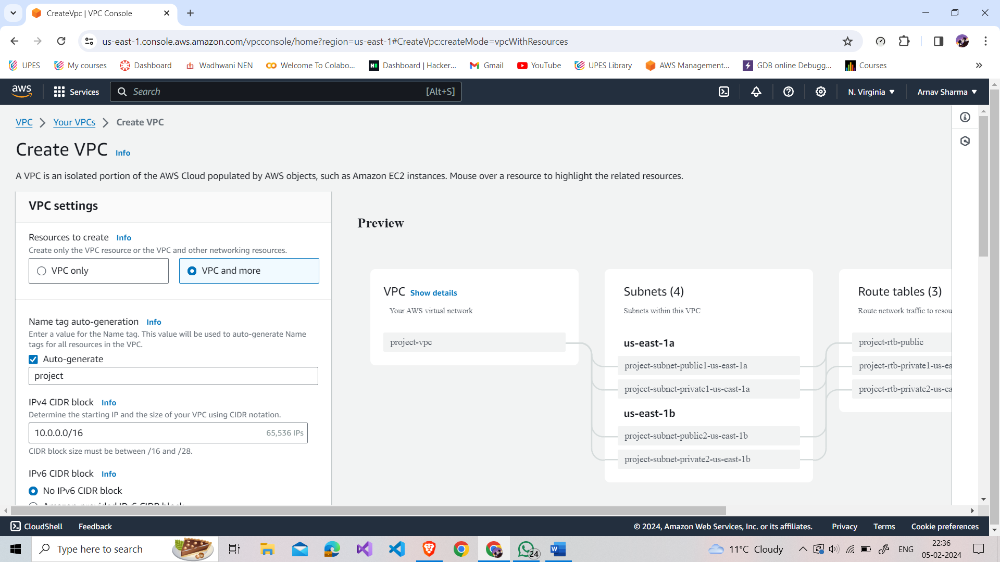 CreateVpc | VPC Console
us-east-1.console.aws.amazon.com/vpcconsole/home?region=us-east-1#CreateVpc:createMode=vpcWithResources
UPES My courses Dashboard Wadhwani NEN Welcome To Colabo... Dashboard | Hacker... Gmail YouTube UPES Library AWS Management... GDB online Debugg... Courses
aws Services Search [Alt+S] N. Virginia Arnav Sharma
VPC Your VPCs Create VPC
Create VPC Info
A VPC is an isolated portion of the AWS Cloud populated by AWS objects, such as Amazon EC2 instances. Mouse over a resource to highlight the related resources.
VPC settings
Resources to create Info
Create only the VPC resource or the VPC and other networking resources.
VPC only VPC and more
Name tag auto-generation Info
Enter a value for the Name tag. This value will be used to auto-generate Name
tags for all resources in the VPC.
Auto-generate
project
IPv4 CIDR block Info
Determine the starting IP and the size of your VPC using CIDR notation.
10.0.0.0/16 65,536 IPs
CIDR block size must be between /16 and /28.
IPv6 CIDR block Info
No IPv6 CIDR block
Amazon-provided IPv6 CIDR block
Preview
VPC Show details
Your AWS virtual network
project-vpc
Subnets (4)
Subnets within this VPC
us-east-1a
project-subnet-public1-us-east-1a
project-subnet-private1-us-east-1a
us-east-1b
project-subnet-public2-us-east-1b
project-subnet-private2-us-east-1b
Route tables (3)
Route network traffic to resou
project-rtb-public
project-rtb-private1-us-ea
project-rtb-private2-us-ea
CloudShell Feedback © 2024, Amazon Web Services, Inc. or its affiliates. Privacy Terms Cookie preferences
Type here to search 24 11°C Cloudy ENG 22:36
05-02-2024